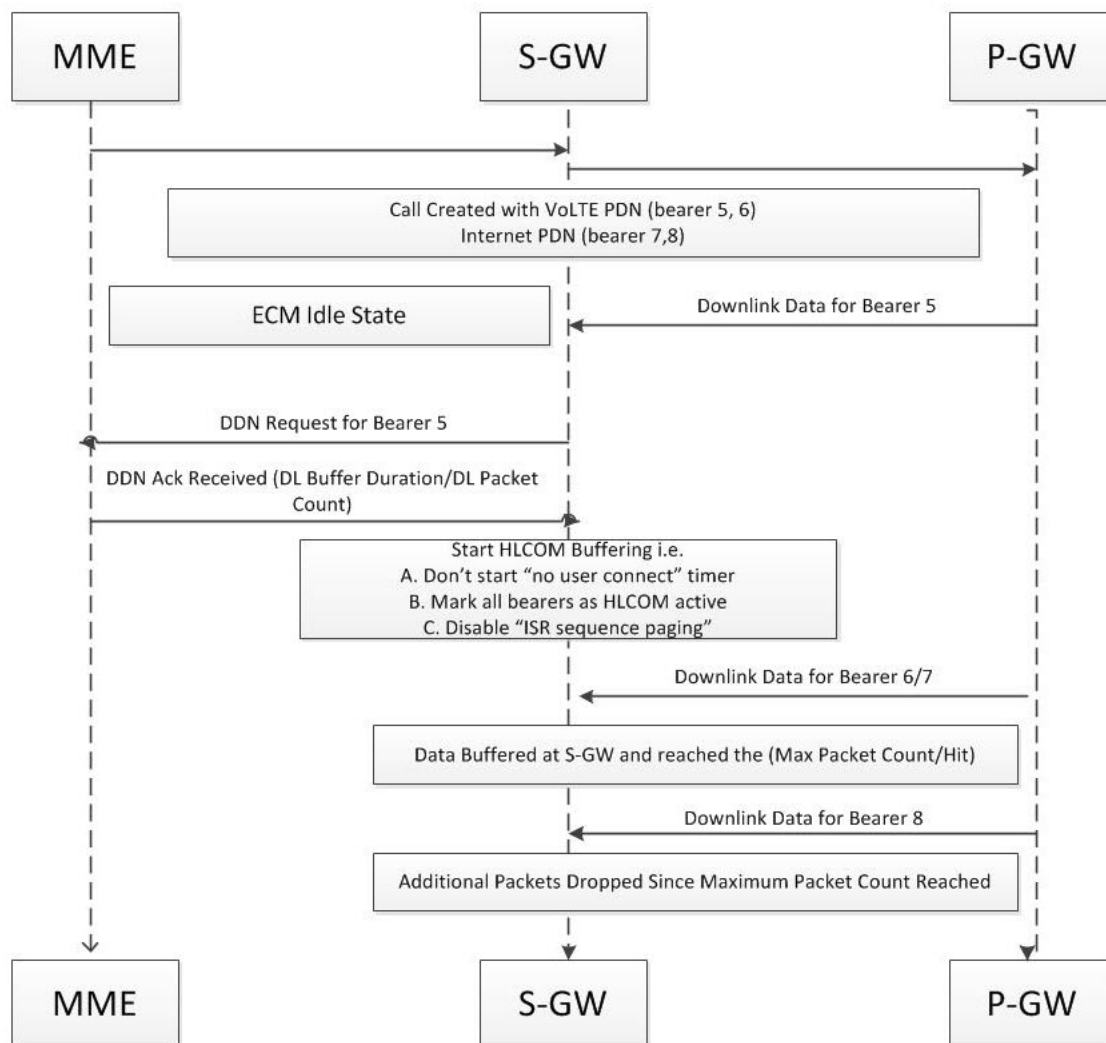 MME
S-GW
P-GW
Call Created with VoLTE PDN (bearer 5, 6)
Internet PDN (bearer 7,8)
ECM Idle State
Downlink Data for Bearer 5
DDN Request for Bearer 5
DDN Ack Received (DL Buffer Duration/DL Packet
Count)
Start HLCOM Buffering i.e.
A. Don't start “no user connect” timer
B. Mark all bearers as HLCOM active
C. Disable “ISR sequence paging”
Downlink Data for Bearer 6/7
Data Buffered at S-GW and reached the (Max Packet Count/Hit)
Downlink Data for Bearer 8
Additional Packets Dropped Since Maximum Packet Count Reached
MME
S-GW
P-GW